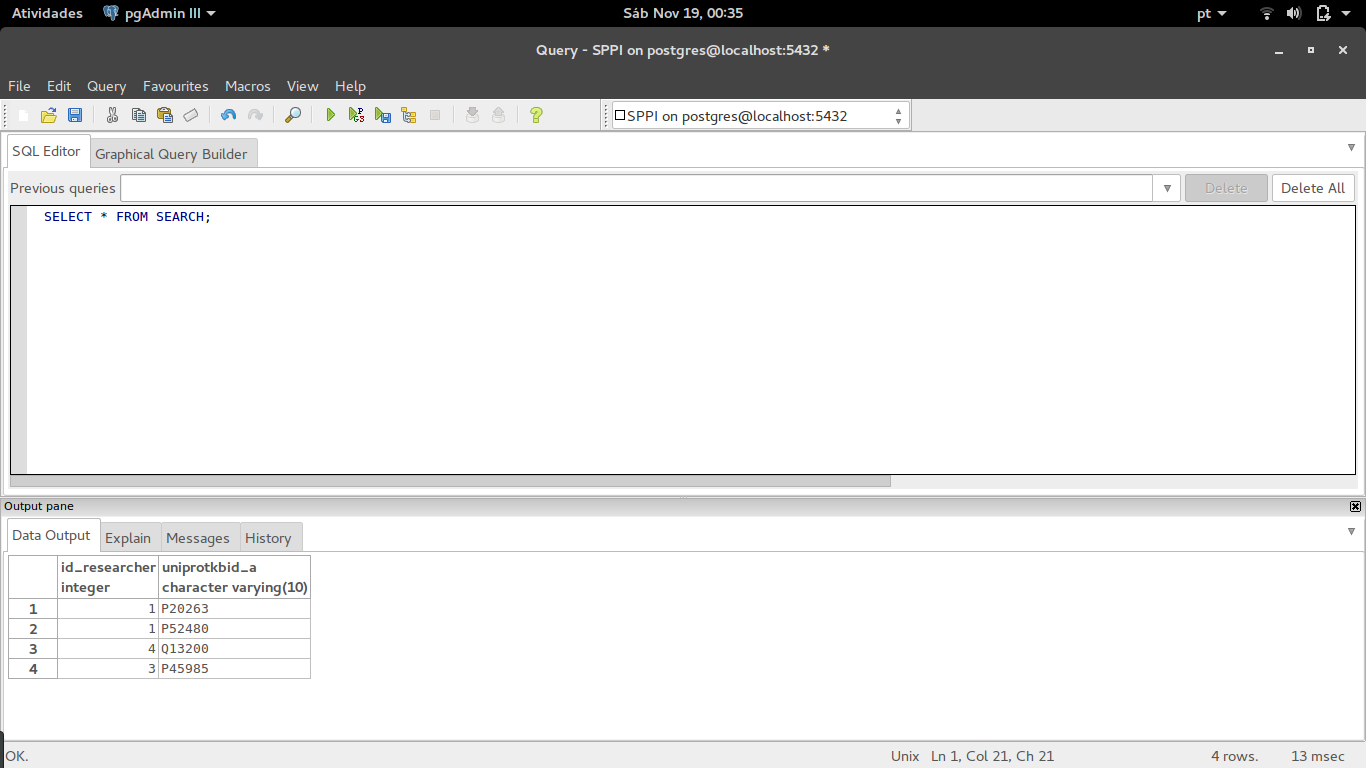 Atividades pgAdmin III Sáb Nov 19, 00:35 pt
Query - SPPI on postgres@localhost:5432 *
File Edit Query Favourites Macros View Help
SPPI on postgres@localhost:5432
SQL Editor Graphical Query Builder
Previous queries Delete Delete All
SELECT * FROM SEARCH;
Output pane
Data Output Explain Messages History
id_researcher uniprotkbid_a
integer character varying(10)
1 1 P20263
2 1 P52480
3 4 Q13200
4 3 P45985
OK. Unix Ln 1, Col 21, Ch 21 4 rows. 13 msec